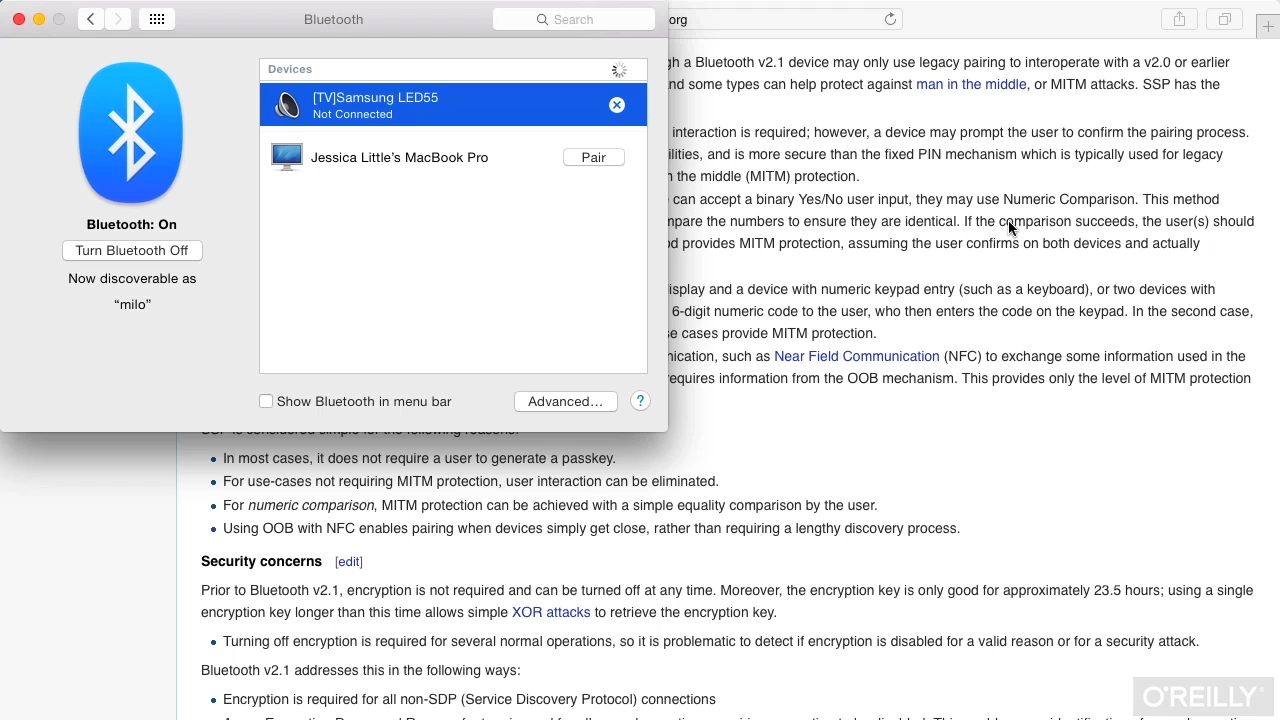 Bluetooth
Search
Devices
[TV]Samsung LED55
Not Connected
Jessica Little's MacBook Pro
Pair
Bluetooth: On
Turn Bluetooth Off
Now discoverable as
“milo”
Show Bluetooth in menu bar
Advanced...
?
org
a Bluetooth v2.1 device may only use legacy pairing to interoperate with a v2.0 or earlier
and some types can help protect against man in the middle, or MITM attacks. SSP has the
interaction is required; however, a device may prompt the user to confirm the pairing process.
and is more secure than the fixed PIN mechanism which is typically used for legacy
the middle (MITM) protection.
can accept a binary Yes/No user input, they may use Numeric Comparison. This method
the numbers to ensure they are identical. If the comparison succeeds, the user(s) should
provides MITM protection, assuming the user confirms on both devices and actually
and a device with numeric keypad entry (such as a keyboard), or two devices with
6-digit numeric code to the user, who then enters the code on the keypad. In the second case,
cases provide MITM protection.
such as Near Field Communication (NFC) to exchange some information used in the
requires information from the OOB mechanism. This provides only the level of MITM protection
SSP is considered simple for the following reasons:
• In most cases, it does not require a user to generate a passkey.
• For use-cases not requiring MITM protection, user interaction can be eliminated.
• For numeric comparison, MITM protection can be achieved with a simple equality comparison by the user.
• Using OOB with NFC enables pairing when devices simply get close, rather than requiring a lengthy discovery process.
Security concerns [edit]
Prior to Bluetooth v2.1, encryption is not required and can be turned off at any time. Moreover, the encryption key is only good for approximately 23.5 hours; using a single
encryption key longer than this time allows simple XOR attacks to retrieve the encryption key.
• Turning off encryption is required for several normal operations, so it is problematic to detect if encryption is disabled for a valid reason or for a security attack.
Bluetooth v2.1 addresses this in the following ways:
• Encryption is required for all non-SDP (Service Discovery Protocol) connections
O'REILLY